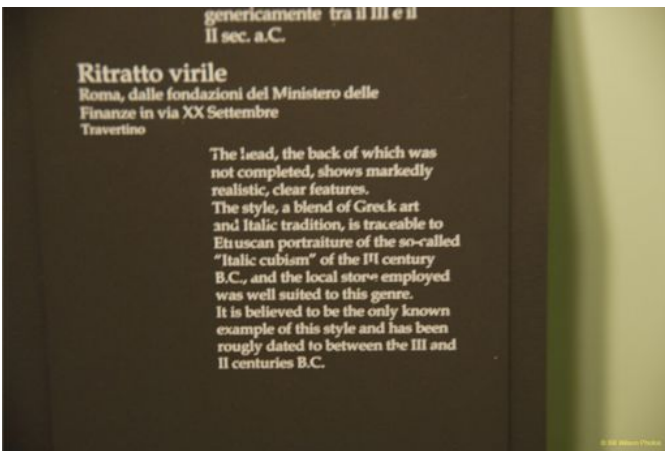 genericamente tra il III e il
II sec. a.C.
Ritratto virile
Roma, dalle fondazioni del Ministero delle
Finanze in via XX Settembre
Travertino
The head, the back of which was
not completed, shows markedly
realistic, clear features.
The style, a blend of Greek art
and Italic tradition, is traceable to
Etruscan portraiture of the so-called
"Italic cubism" of the III century
B.C., and the local stone employed
was well suited to this genre.
It is believed to be the only known
example of this style and has been
rougly dated to between the III and
II centuries B.C.
© Bill Wilson Photos